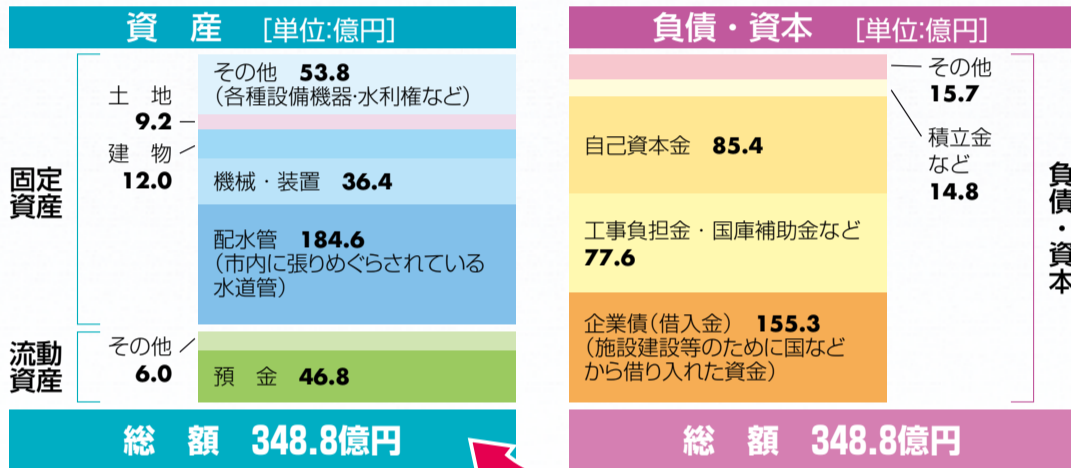 資 産 [単位:億円]
固定
資産
その他 53.8
(各種設備機器・水利権など)
土 地
9.2
建 物
12.0
機械・装置 36.4
配水管 184.6
(市内に張りめぐらされている
水道管)
流動
資産
その他
6.0
預 金 46.8
総 額 348.8億円
負債・資本 [単位:億円]
その他
15.7
積立金
など
14.8
自己資本金 85.4
工事負担金・国庫補助金など
77.6
企業債(借入金) 155.3
(施設建設等のために国など
から借り入れた資金)
負債・資本
総 額 348.8億円